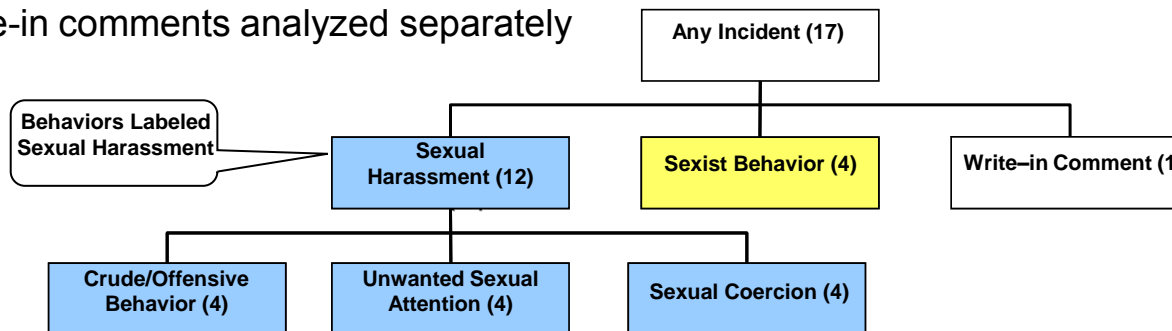 e-in comments analyzed separately
Any Incident (17)
Behaviors Labeled
Sexual Harassment
Sexual
Harassment (12)
Sexist Behavior (4)
Write–in Comment (1
Crude/Offensive
Behavior (4)
Unwanted Sexual
Attention (4)
Sexual Coercion (4)